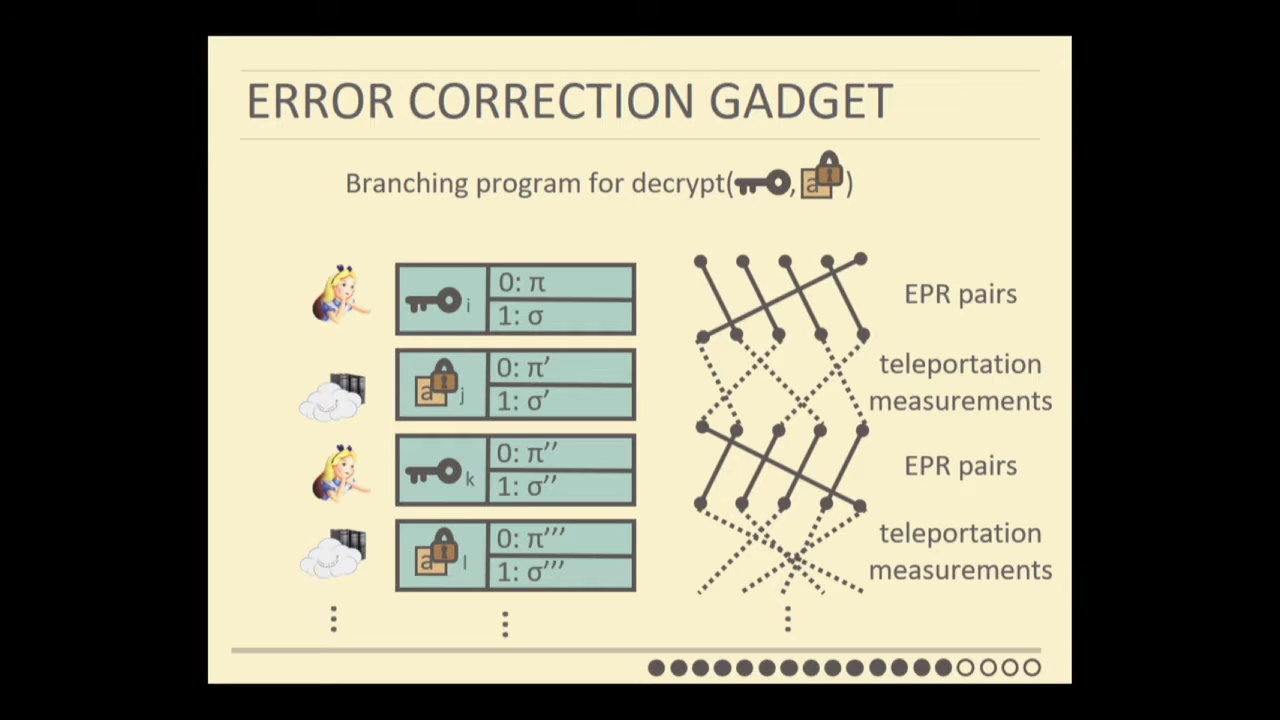 ERROR CORRECTION GADGET
Branching program for decrypt( , a )
i 0: π
1: σ
EPR pairs
a j 0: π’
1: σ’
teleportation
measurements
k 0: π’’
1: σ’’
EPR pairs
a l 0: π’’’
1: σ’’’
teleportation
measurements